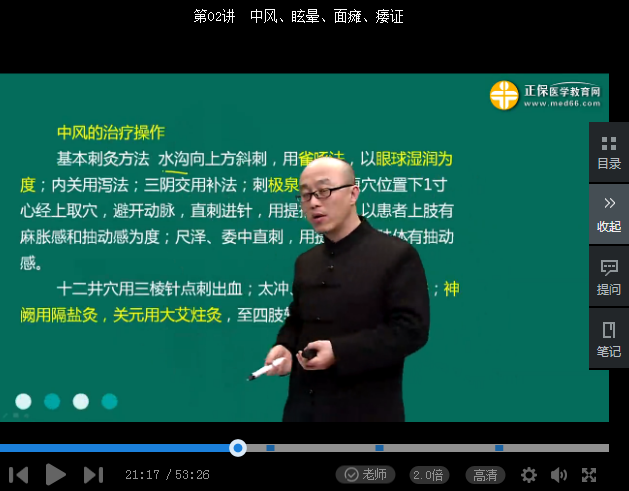 第02讲 中风、眩晕、面瘫、痿证
正保医学教育网
www.med66.com
中风的治疗操作
基本刺灸方法 水沟向上方斜刺，用雀啄法，以眼球湿润为
度；内关用泻法；三阴交用补法；刺极泉 穴位置下1寸
心经上取穴，避开动脉，直刺进针，用提 以患者上肢有
麻胀感和抽动感为度；尺泽、委中直刺，用提 肢体有抽动
感。
十二井穴用三棱针点刺出血；太冲、 ；神
阙用隔盐灸，关元用大艾炷灸，至四肢
目录
收起
提问
笔记
21:17 / 53:26
老师
2.0倍
高清